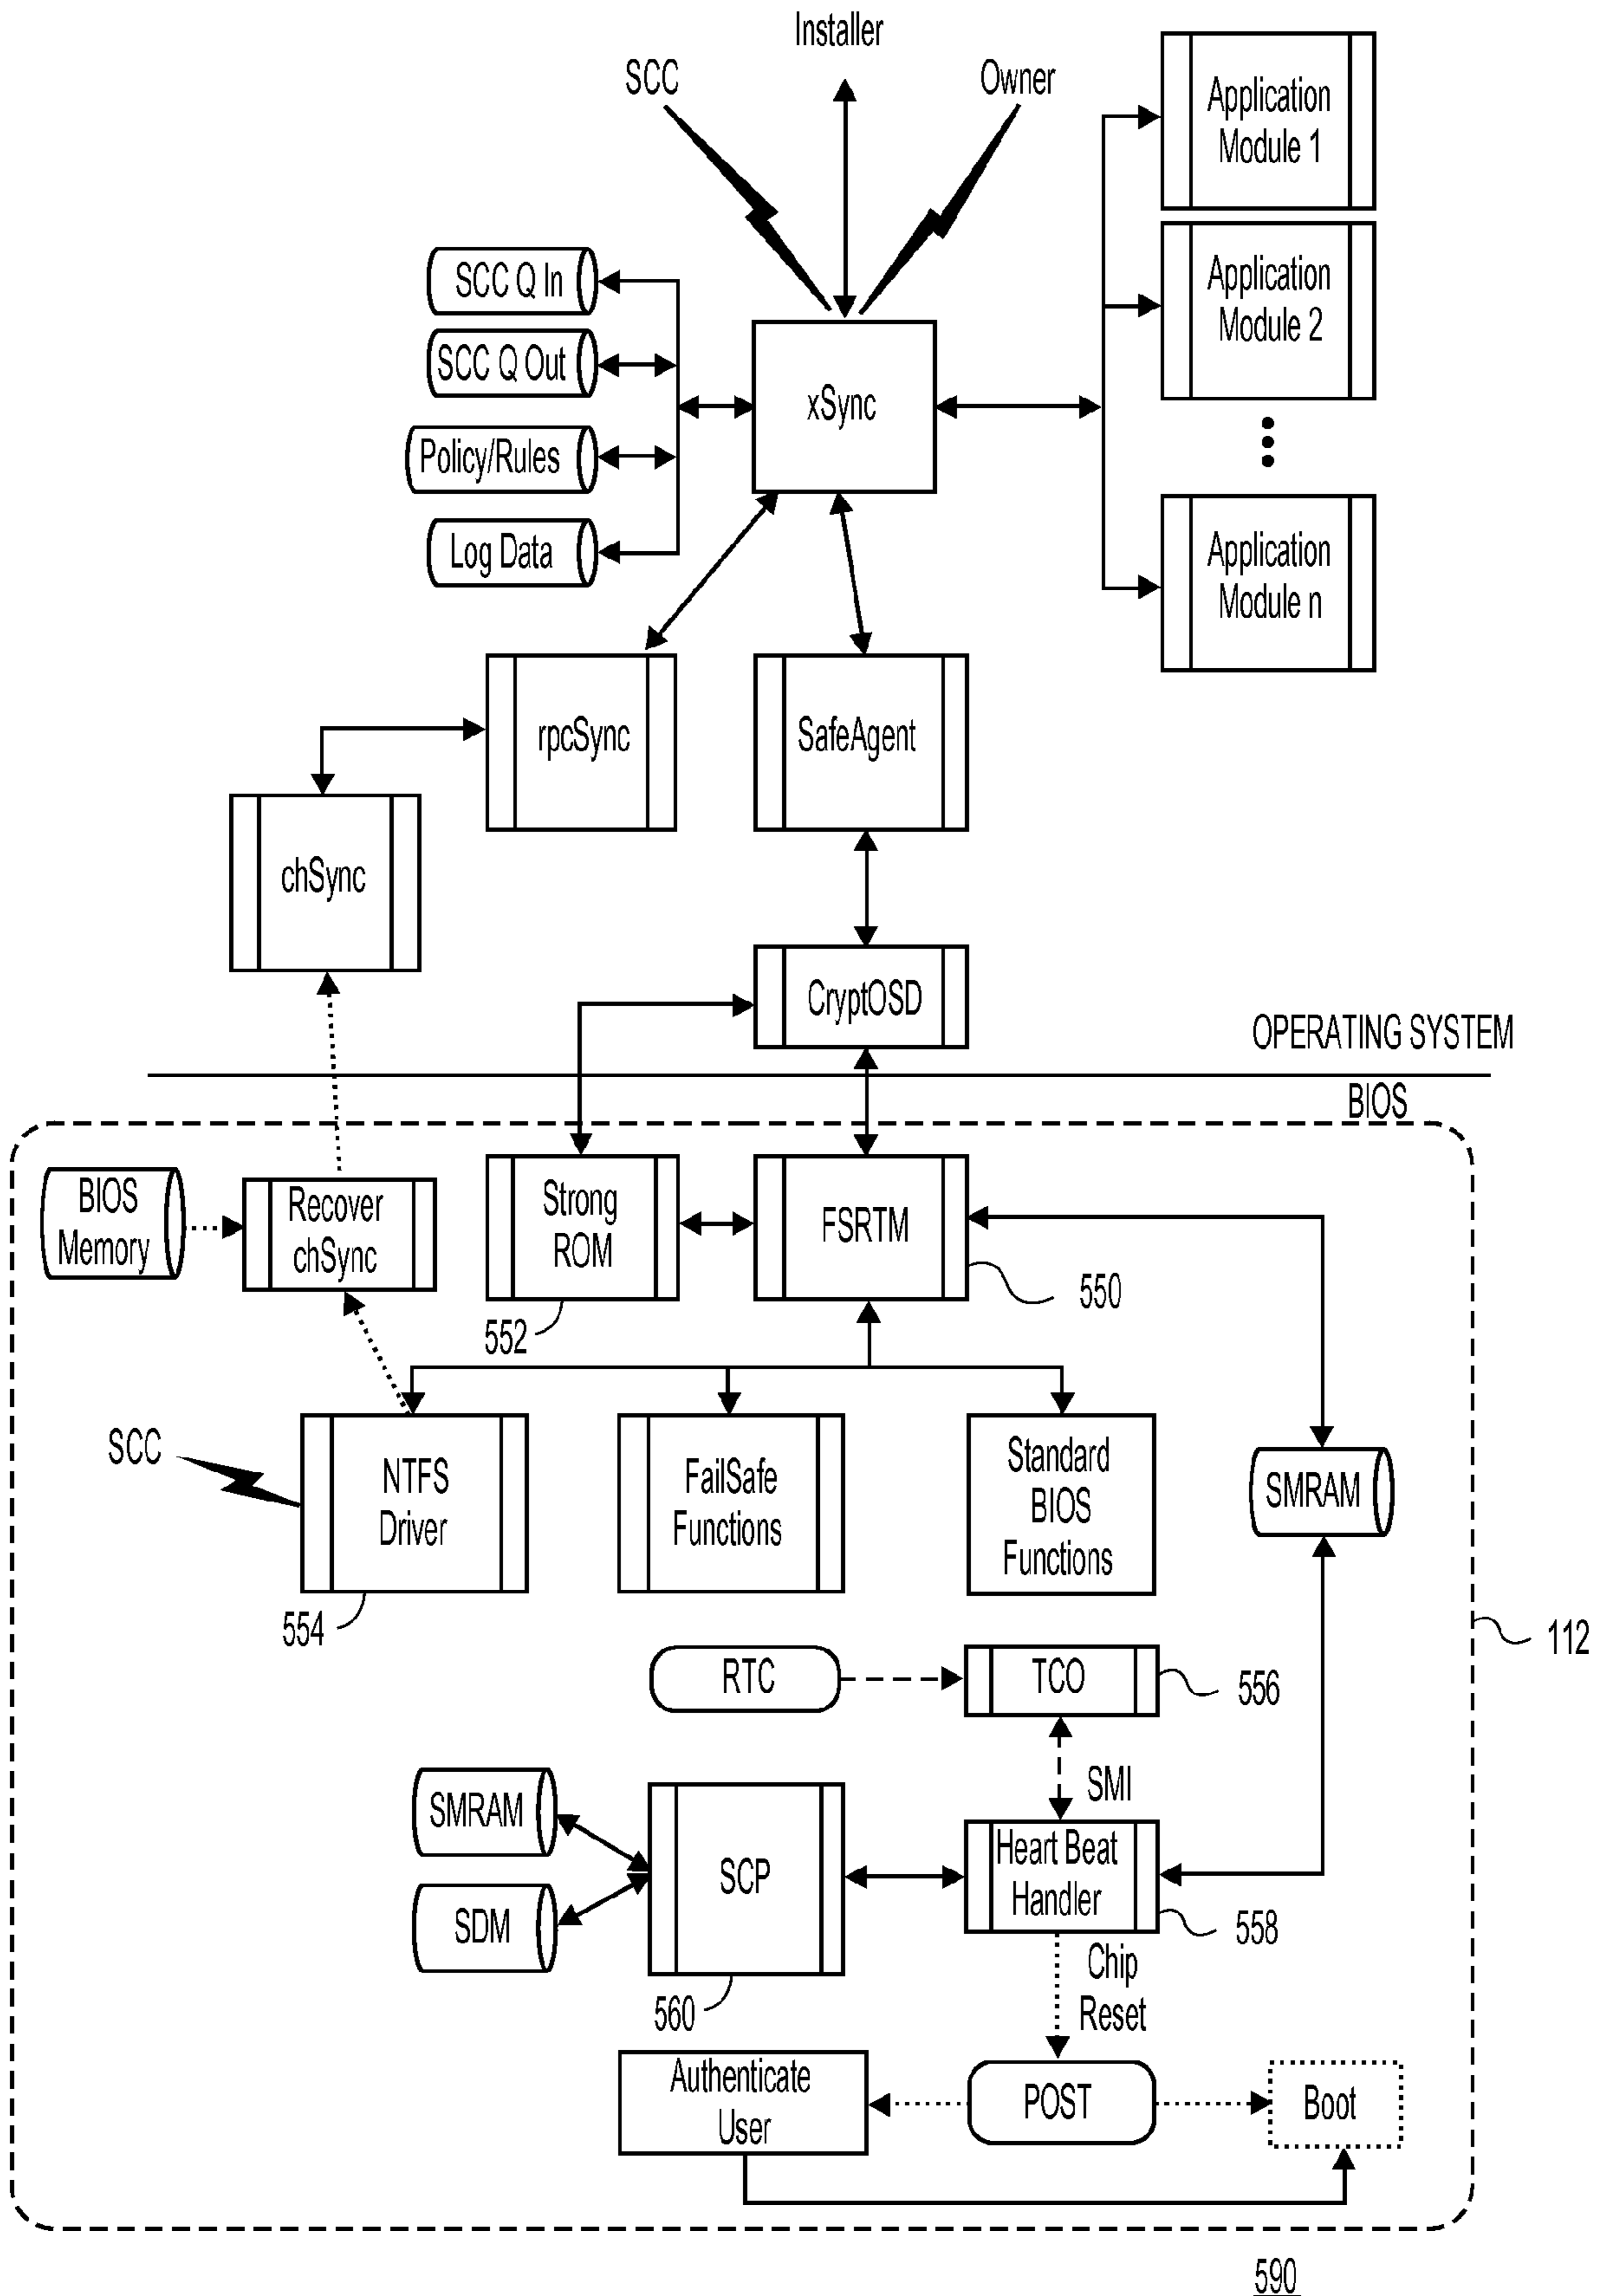 Installer
SCC
Owner
Application
Module 1
SCC Q In
Application
Module 2
SCC Q Out
xSync
Policy/Rules
Log Data
Application
Module n
rpcSync
SafeAgent
chSync
CryptOSD
OPERATING SYSTEM
BIOS
BIOS
Memory
Recover
chSync
Strong
ROM
FSRTM
550
552
SCC
NTFS
Driver
FailSafe
Functions
Standard
BIOS
Functions
SMRAM
554
112
RTC
TCO
556
SMI
SMRAM
SCP
Heart Beat
Handler
SDM
558
Chip
Reset
560
Authenticate
User
POST
Boot
590